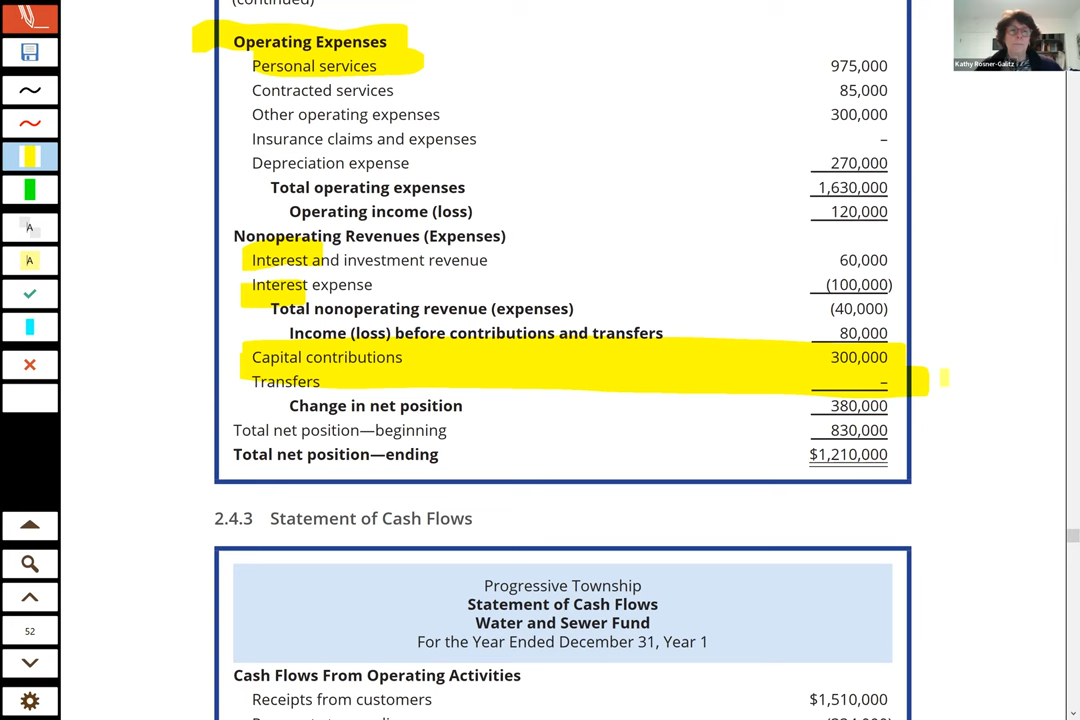 (continued)
Operating Expenses
Personal services 975,000
Contracted services 85,000
Other operating expenses 300,000
Insurance claims and expenses –
Depreciation expense 270,000
Total operating expenses 1,630,000
Operating income (loss) 120,000
Nonoperating Revenues (Expenses)
Interest and investment revenue 60,000
Interest expense (100,000)
Total nonoperating revenue (expenses) (40,000)
Income (loss) before contributions and transfers 80,000
Capital contributions 300,000
Transfers –
Change in net position 380,000
Total net position—beginning 830,000
Total net position—ending $1,210,000
2.4.3 Statement of Cash Flows
Progressive Township
Statement of Cash Flows
Water and Sewer Fund
For the Year Ended December 31, Year 1
Cash Flows From Operating Activities
Receipts from customers $1,510,000
A
A
52
Kathy Rosner-Galitz